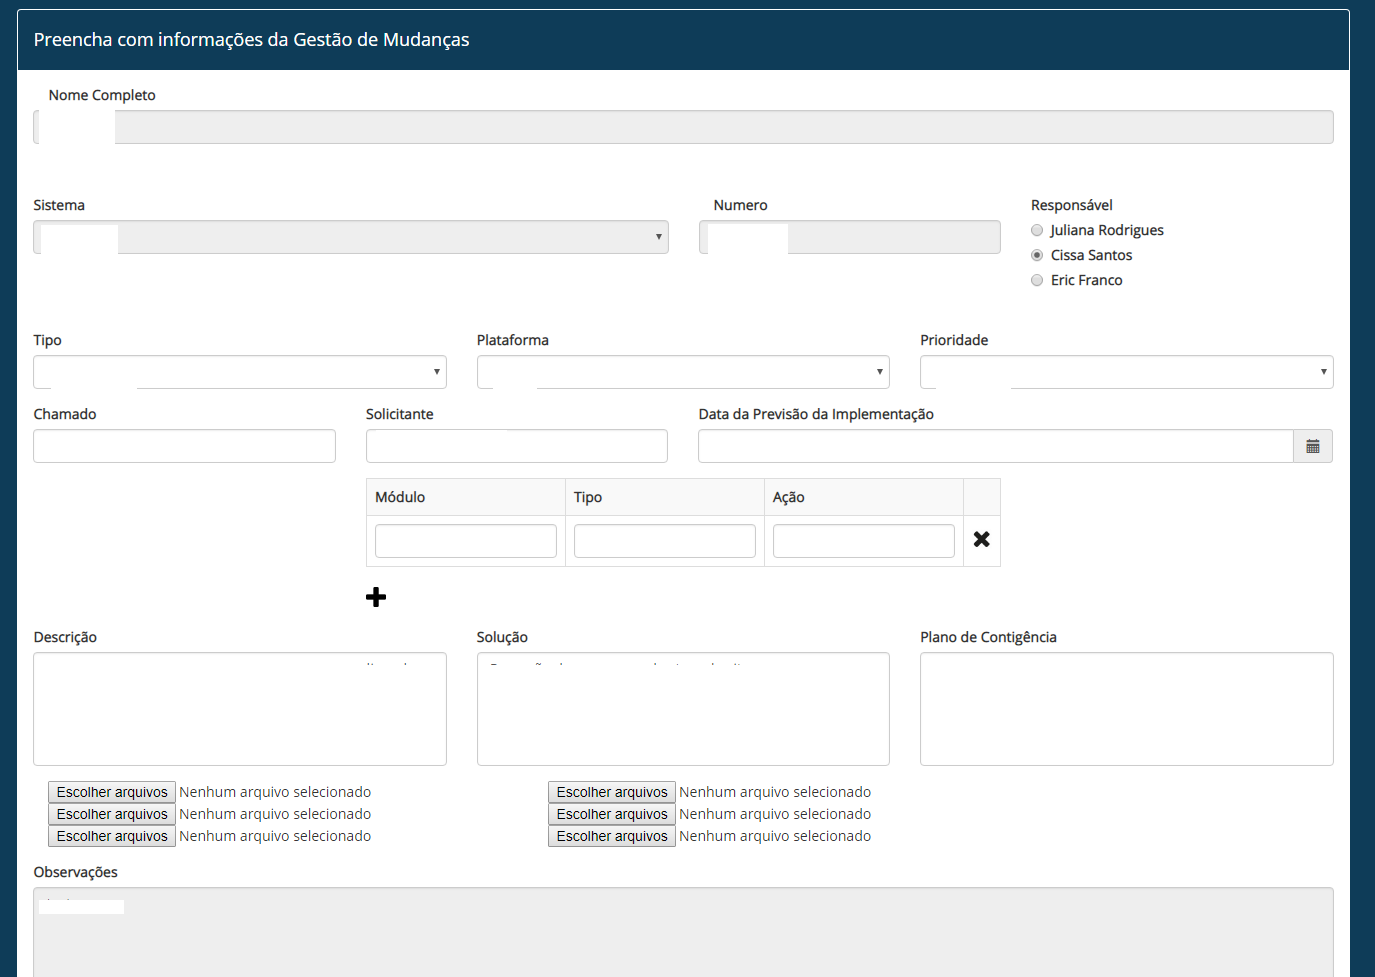 Preencha com informações da Gestão de Mudanças
Nome Completo
Sistema
Numero
Responsável
Juliana Rodrigues
Cissa Santos
Eric Franco
Tipo
Plataforma
Prioridade
Chamado
Solicitante
Data da Previsão da Implementação
Módulo
Tipo
Ação
Descrição
Solução
Plano de Contigência
Escolher arquivos Nenhum arquivo selecionado
Escolher arquivos Nenhum arquivo selecionado
Escolher arquivos Nenhum arquivo selecionado
Escolher arquivos Nenhum arquivo selecionado
Escolher arquivos Nenhum arquivo selecionado
Escolher arquivos Nenhum arquivo selecionado
Observações